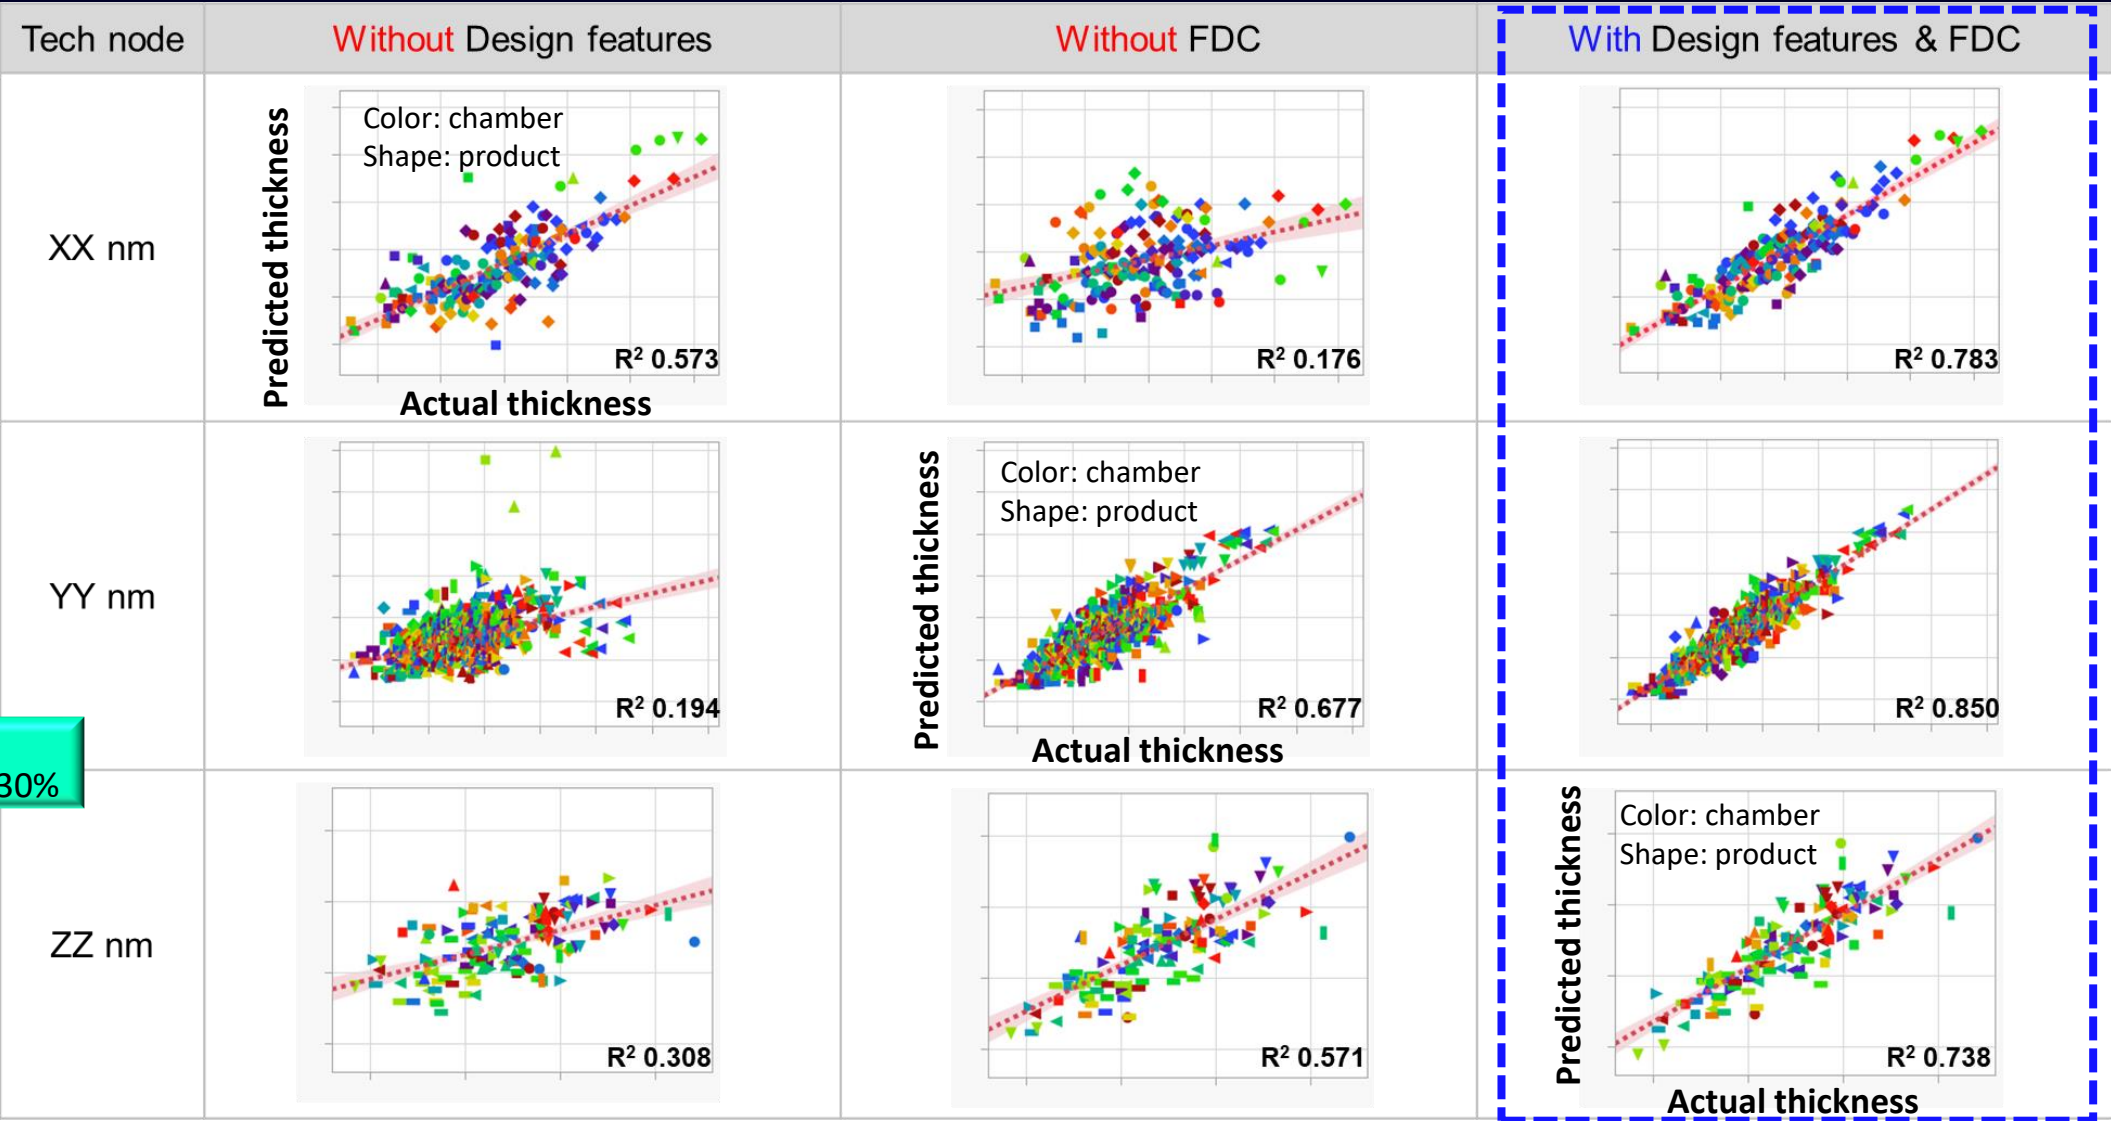 Tech node
Without Design features
Without FDC
With Design features & FDC
XX nm
Predicted thickness
Color: chamber
Shape: product
R² 0.573
Actual thickness
R² 0.176
R² 0.783
YY nm
R² 0.194
Predicted thickness
Color: chamber
Shape: product
R² 0.677
Actual thickness
R² 0.850
30%
ZZ nm
R² 0.308
R² 0.571
Predicted thickness
Color: chamber
Shape: product
R² 0.738
Actual thickness